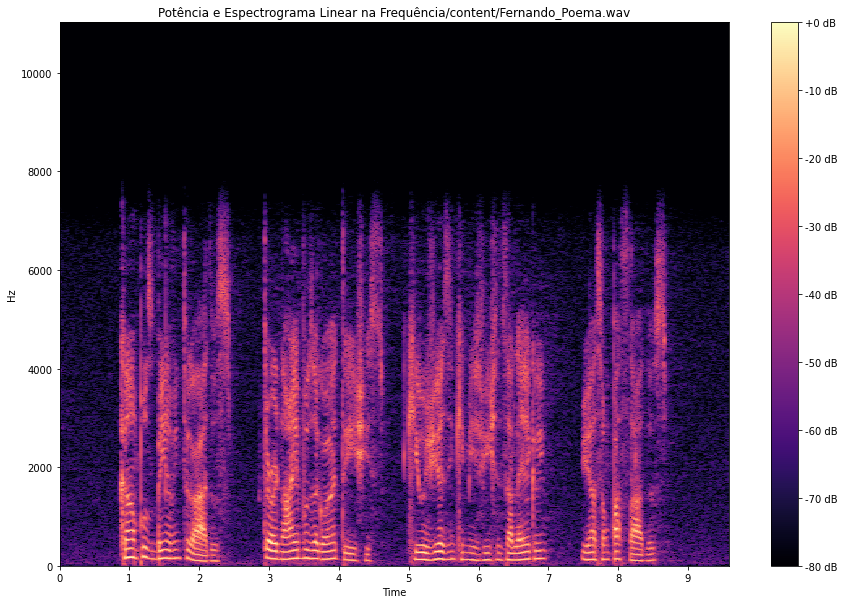 Potência e Espectrograma Linear na Frequência/content/Fernando_Poema.wav
+0 dB
10000
-10 dB
8000
-20 dB
-30 dB
6000
Hz
-40 dB
4000
-50 dB
-60 dB
2000
-70 dB
0
-80 dB
0 1 2 3 4 5 6 7 8 9
Time